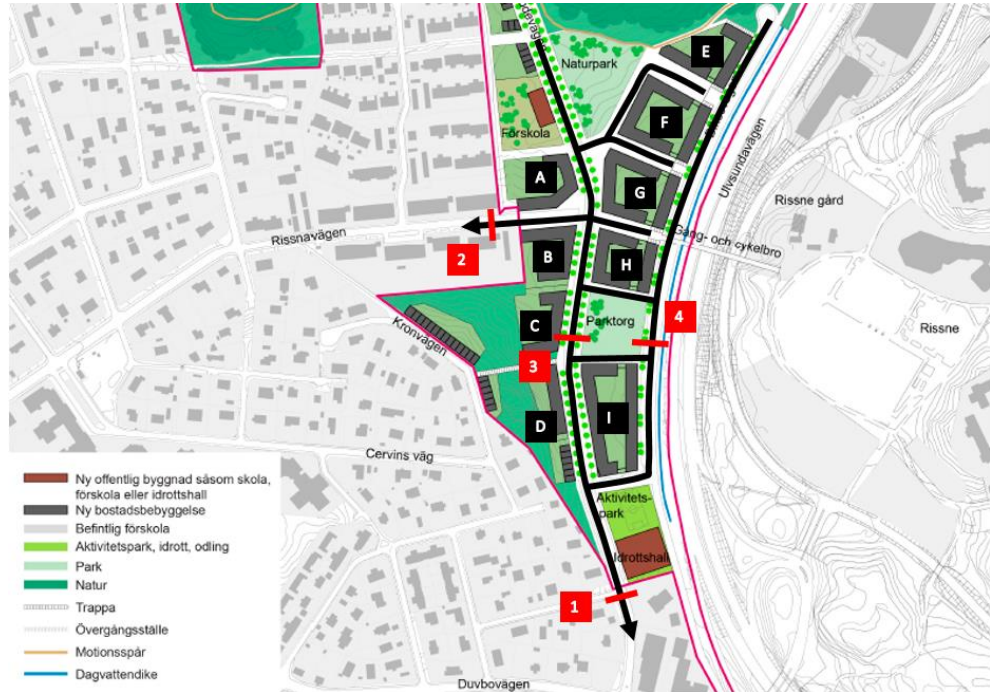 Naturpark
E
F
Förskola
A
G
Ulvsundavägen
Rissne gård
Rissnavägen
Gång- och cykelbro
2
B
H
Kronvägen
C
Parktorg
4
Rissne
3
D
I
Cervins väg
Aktivitets-
park
Idrottshall
1
Duvbovägen
Ny offentlig byggnad såsom skola,
förskola eller idrottshall
Ny bostadsbebyggelse
Befintlig förskola
Aktivitetspark, idrott, odling
Park
Natur
Trappa
Övergångsställe
Motionsspår
Dagvattendike